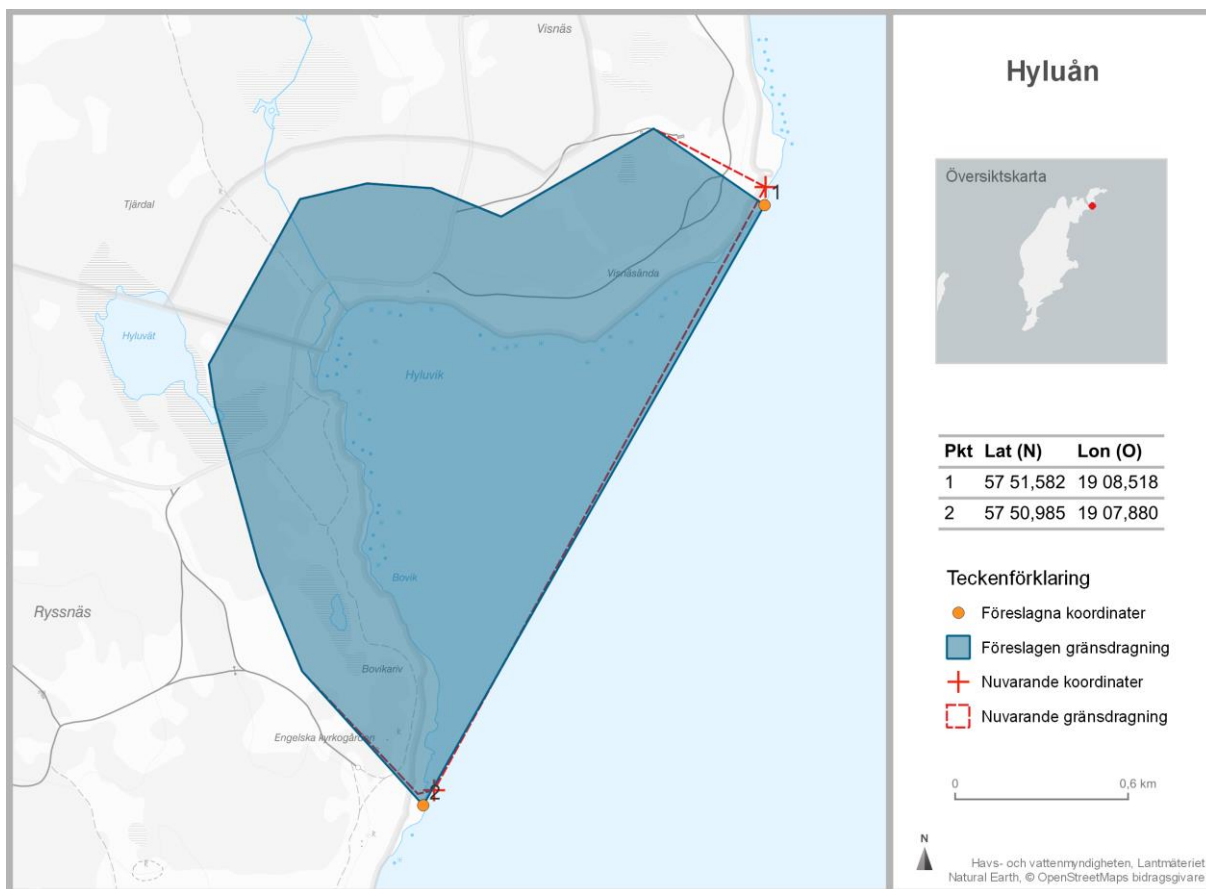 Visnäs
Tjärdal
1
Visnäsända
Hyluvät
Hyluvik
Bovik
Ryssnäs
Bovikariv
Engelska kyrkogården
2
Hyluån
Översiktskarta
Pkt Lat (N) Lon (O)
1 57 51,582 19 08,518
2 57 50,985 19 07,880
Teckenförklaring
Föreslagna koordinater
Föreslagen gränsdragning
Nuvarande koordinater
Nuvarande gränsdragning
0 0,6 km
N
Havs- och vattenmyndigheten, Lantmäteriet
Natural Earth, © OpenStreetMaps bidragsgivare